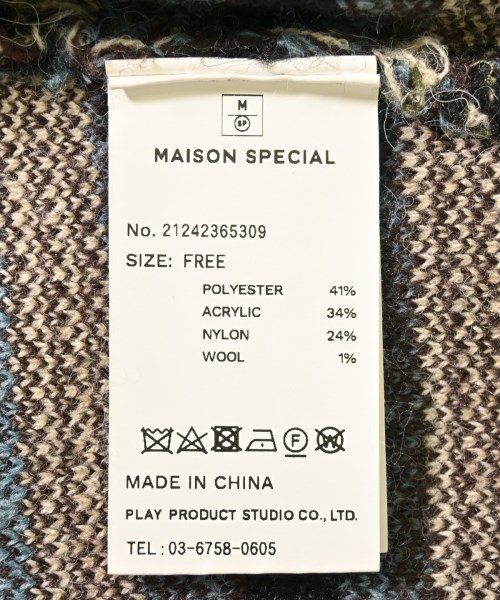 M
SP
MAISON SPECIAL
No. 21242365309
SIZE: FREE
POLYESTER 41%
ACRYLIC 34%
NYLON 24%
WOOL 1%
F
W
MADE IN CHINA
PLAY PRODUCT STUDIO CO., LTD.
TEL : 03-6758-0605